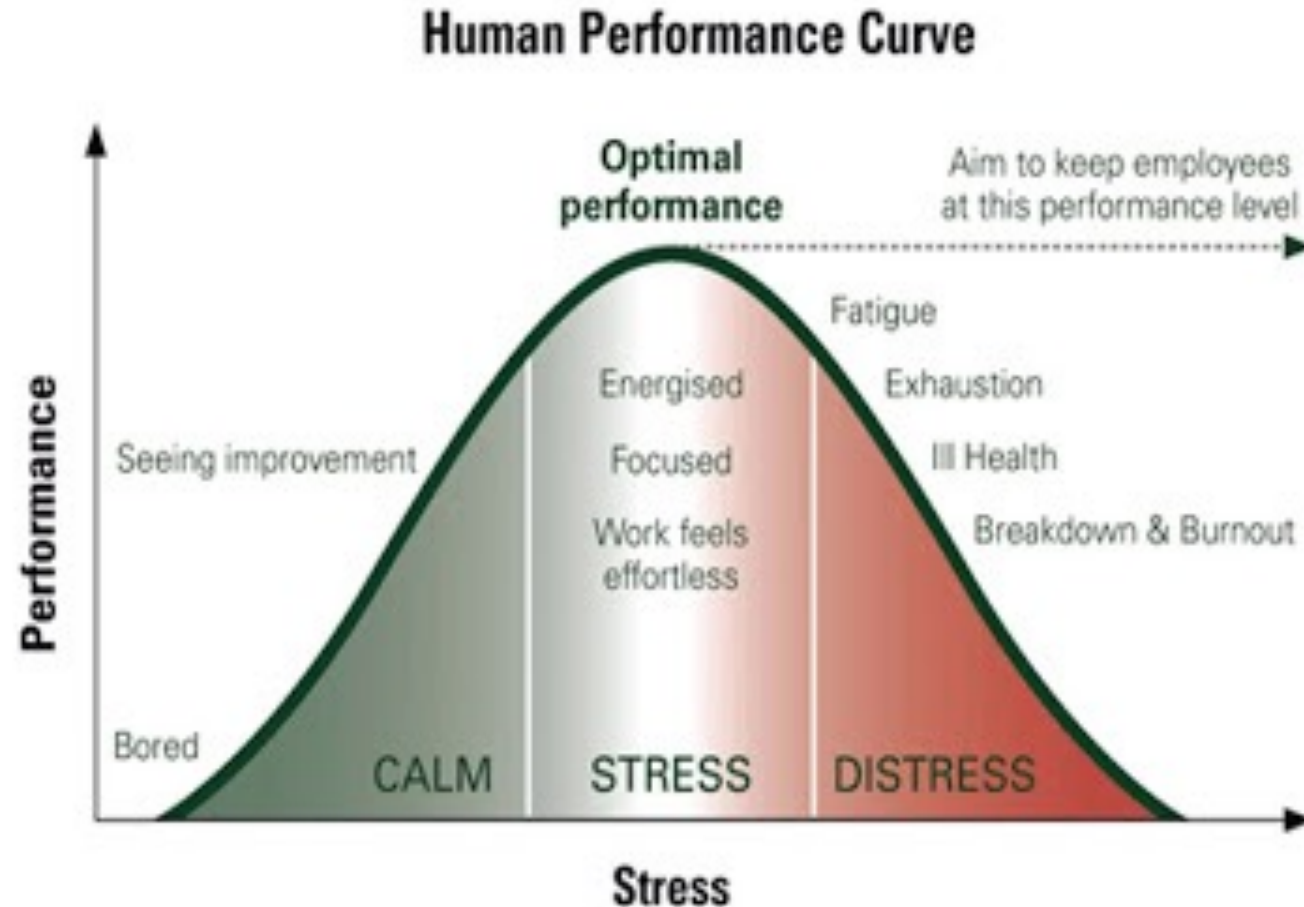 Human Performance Curve
Optimal
performance
Aim to keep employees
at this performance level
Fatigue
Energised
Exhaustion
Seeing improvement
Focused
Ill Health
Work feels
effortless
Breakdown & Burnout
Performance
Bored
CALM
STRESS
DISTRESS
Stress